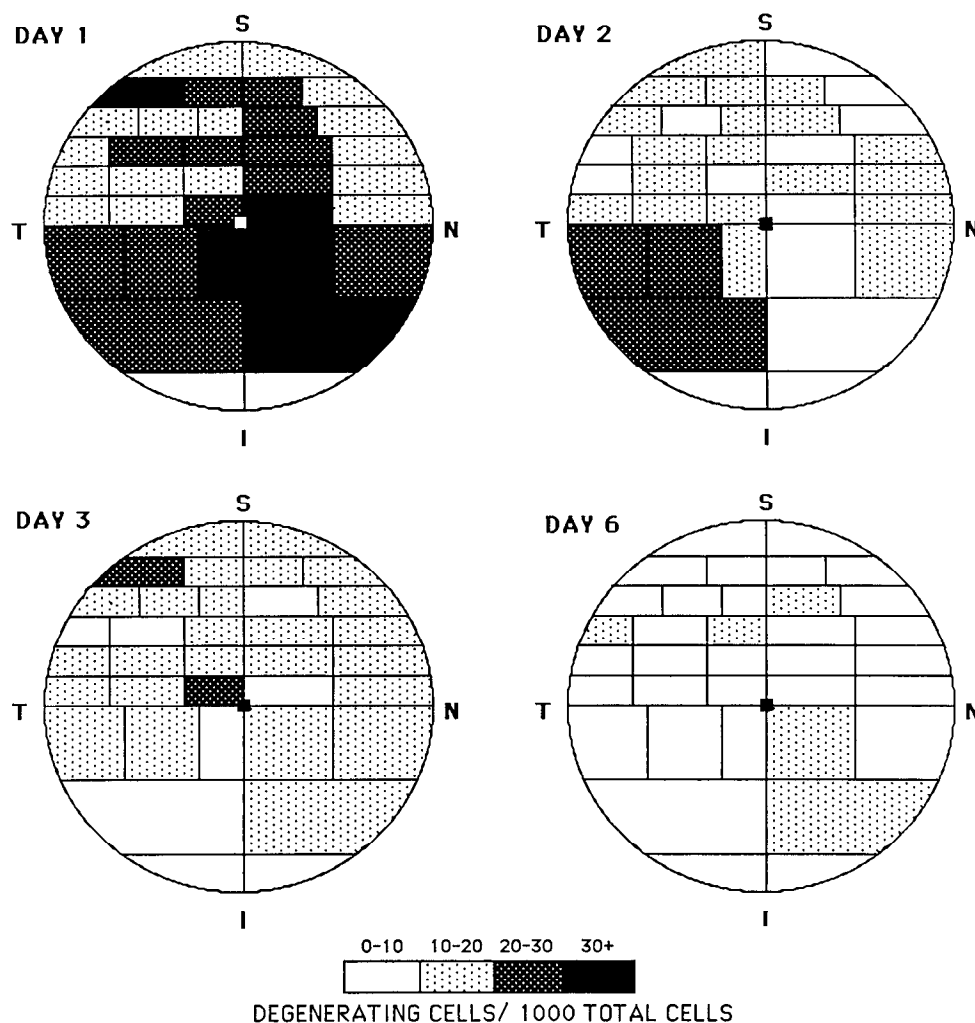 DAY 1
S
DAY 2
S
T
N
T
N
I
I
DAY 3
S
DAY 6
S
T
N
T
N
I
I
0-10 10-20 20-30 30+
DEGENERATING CELLS/ 1000 TOTAL CELLS